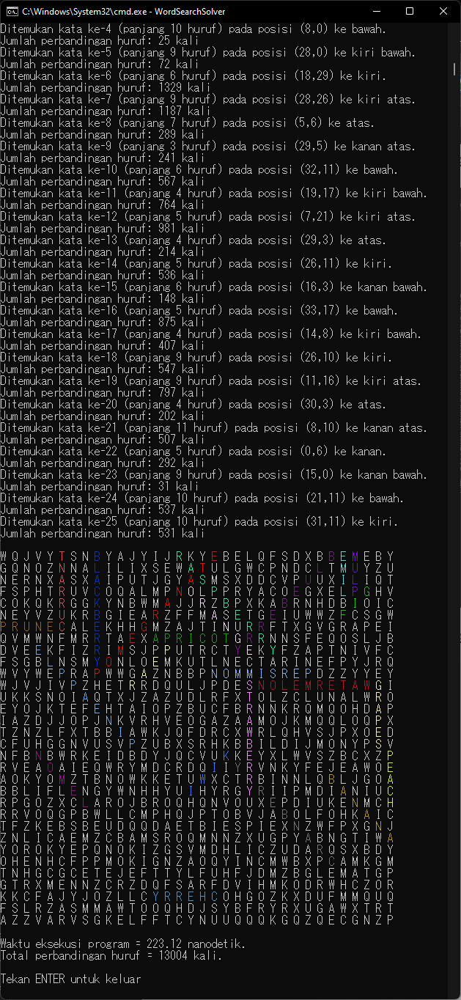 C:\Windows\System32\cmd.exe - WordSearchSolver
Ditemukan kata ke-4 (panjang 10 huruf) pada posisi (8,0) ke bawah.
Jumlah perbandingan huruf: 25 kali
Ditemukan kata ke-5 (panjang 9 huruf) pada posisi (28,0) ke kiri bawah.
Jumlah perbandingan huruf: 72 kali
Ditemukan kata ke-6 (panjang 6 huruf) pada posisi (18,29) ke kiri.
Jumlah perbandingan huruf: 1329 kali
Ditemukan kata ke-7 (panjang 9 huruf) pada posisi (28,26) ke kiri atas.
Jumlah perbandingan huruf: 1187 kali
Ditemukan kata ke-8 (panjang 7 huruf) pada posisi (5,6) ke atas.
Jumlah perbandingan huruf: 289 kali
Ditemukan kata ke-9 (panjang 3 huruf) pada posisi (29,5) ke kanan atas.
Jumlah perbandingan huruf: 241 kali
Ditemukan kata ke-10 (panjang 6 huruf) pada posisi (32,11) ke bawah.
Jumlah perbandingan huruf: 567 kali
Ditemukan kata ke-11 (panjang 4 huruf) pada posisi (19,17) ke kiri bawah.
Jumlah perbandingan huruf: 764 kali
Ditemukan kata ke-12 (panjang 5 huruf) pada posisi (7,21) ke kiri atas.
Jumlah perbandingan huruf: 981 kali
Ditemukan kata ke-13 (panjang 4 huruf) pada posisi (29,3) ke atas.
Jumlah perbandingan huruf: 214 kali
Ditemukan kata ke-14 (panjang 5 huruf) pada posisi (26,11) ke kiri.
Jumlah perbandingan huruf: 536 kali
Ditemukan kata ke-15 (panjang 6 huruf) pada posisi (16,3) ke kanan bawah.
Jumlah perbandingan huruf: 148 kali
Ditemukan kata ke-16 (panjang 5 huruf) pada posisi (33,17) ke bawah.
Jumlah perbandingan huruf: 875 kali
Ditemukan kata ke-17 (panjang 4 huruf) pada posisi (14,8) ke kiri bawah.
Jumlah perbandingan huruf: 407 kali
Ditemukan kata ke-18 (panjang 9 huruf) pada posisi (26,10) ke kiri.
Jumlah perbandingan huruf: 547 kali
Ditemukan kata ke-19 (panjang 9 huruf) pada posisi (11,16) ke kiri atas.
Jumlah perbandingan huruf: 797 kali
Ditemukan kata ke-20 (panjang 4 huruf) pada posisi (30,3) ke atas.
Jumlah perbandingan huruf: 202 kali
Ditemukan kata ke-21 (panjang 11 huruf) pada posisi (8,10) ke kanan atas.
Jumlah perbandingan huruf: 507 kali
Ditemukan kata ke-22 (panjang 5 huruf) pada posisi (0,6) ke kanan.
Jumlah perbandingan huruf: 292 kali
Ditemukan kata ke-23 (panjang 9 huruf) pada posisi (15,0) ke kanan bawah.
Jumlah perbandingan huruf: 31 kali
Ditemukan kata ke-24 (panjang 10 huruf) pada posisi (21,11) ke bawah.
Jumlah perbandingan huruf: 537 kali
Ditemukan kata ke-25 (panjang 10 huruf) pada posisi (31,11) ke kiri.
Jumlah perbandingan huruf: 531 kali
W Q J V Y T S N B Y A J Y I J R K Y E B E L Q F S D X B B E M E B Y
G Q N O Z N N A L I L I X S E W A T U L G W C P N D C L T M U Y Z U
N E R N X A S X A I P U T J G Y A S M S X D D C V P U U X I L I Q T
F S P H T R U V C O Q A L M P N O L P P R Y A C O E G X E L P G H V
C O K Q K R G G K Y N B W M A J J R Z B P X K A B R N H D B I O I C
N E Y V Z U K R B G I E A R Z F F M A S E T G E I U W W Z F C S G W
P R U N E C A L E K H H G M Z A J T I N U R R F T X G V G R A P E I
Q V M W N F M R R T A E X A P R I C O T G R R N N S F E Q O S L J B
D V E E K F I Z R I M S J P P U T R C T Y E K Y F Z A P T N I V F C
F S G B L N S M Y O N L O E M K U T L N E C T A R I N E F P Y J R Q
W V Y W E P R A P W W G A Z N B B P N O M M I S R E P F Z Z Y Y E Y
W J V J I V P Z H E T R R D Q U L J P D E S N O L E M R E T A W G I
U K K S N O I A Q T X J Z A Z U D L R F X T O L Z C L U N A L W R O
E Y O J K T E F E H T A I O P Z B U C F B R N N K R Q M Q O H D A P
I A Z D J J O P J N K V R H V E O G A Z A A M O J K M Q Q L O Q P V
T Z N Z L F X T B B I A W K J Q F D R C X W R L Q H V S J P X O E D
C F U H G G N V U S V P Z U B X S R H K B B I L D I J M O N Y P S Z
N F B N B W R K E I D B D Y J Q C V U K K E Y X L W V S Z B C X Z P
R V E A O A I E Q W R Y M D C R D Q I I Y R V N K Y F E J E A W O E
A O K Y O M Z T B N O W K K E T U W X C T R B I N N L Q B L J G O A
B B L I F L E N G Y W N H H Y U I H Y R G Y R I I P M D I A N I U C
R P G O Z X C L A R O J B R O Q H Q N V O U X E P D I U K E N M C H
R R V O Q G P B W L L C M P H Q J P T O B V J A B O L F O H K A I C
T F Z K E B S B E U D Q Q D A E T B I E S P I E X N Z W F P X G N J
Z N L I C A E M Z C B A M S R O Q M N N Z X U G P Y A B N G T I W A
Y O R O K Y E P Q N O K I Z G S V M D H L I C Z U D A R Q S X B D Y
O H E N H C F P P M O K I G N Z A O Q Y I N C M W B X P C A M K G M
T N H G C G C E T E J E F T T Y L F U H F J D M Z B G L E M A T G P
G T R X M E N N Z C R Z D Q F S A R F D V I H M K O D R W H C Z O R
K K C F A J Y J O Z L L C Y R R E H C O H G O Z K X D U F M M Q U Q
F S L R Z A S M M A W T O O Q H D J S Y B F R Y X R U G A W X T R T
A Z Z V A R V S G K E L F F T C Y N U U Q Q Q K G Q Z Q E C G N Z P
Waktu eksekusi program = 223.12 nanodetik.
Total perbandingan huruf = 13004 kali.
Tekan ENTER untuk keluar